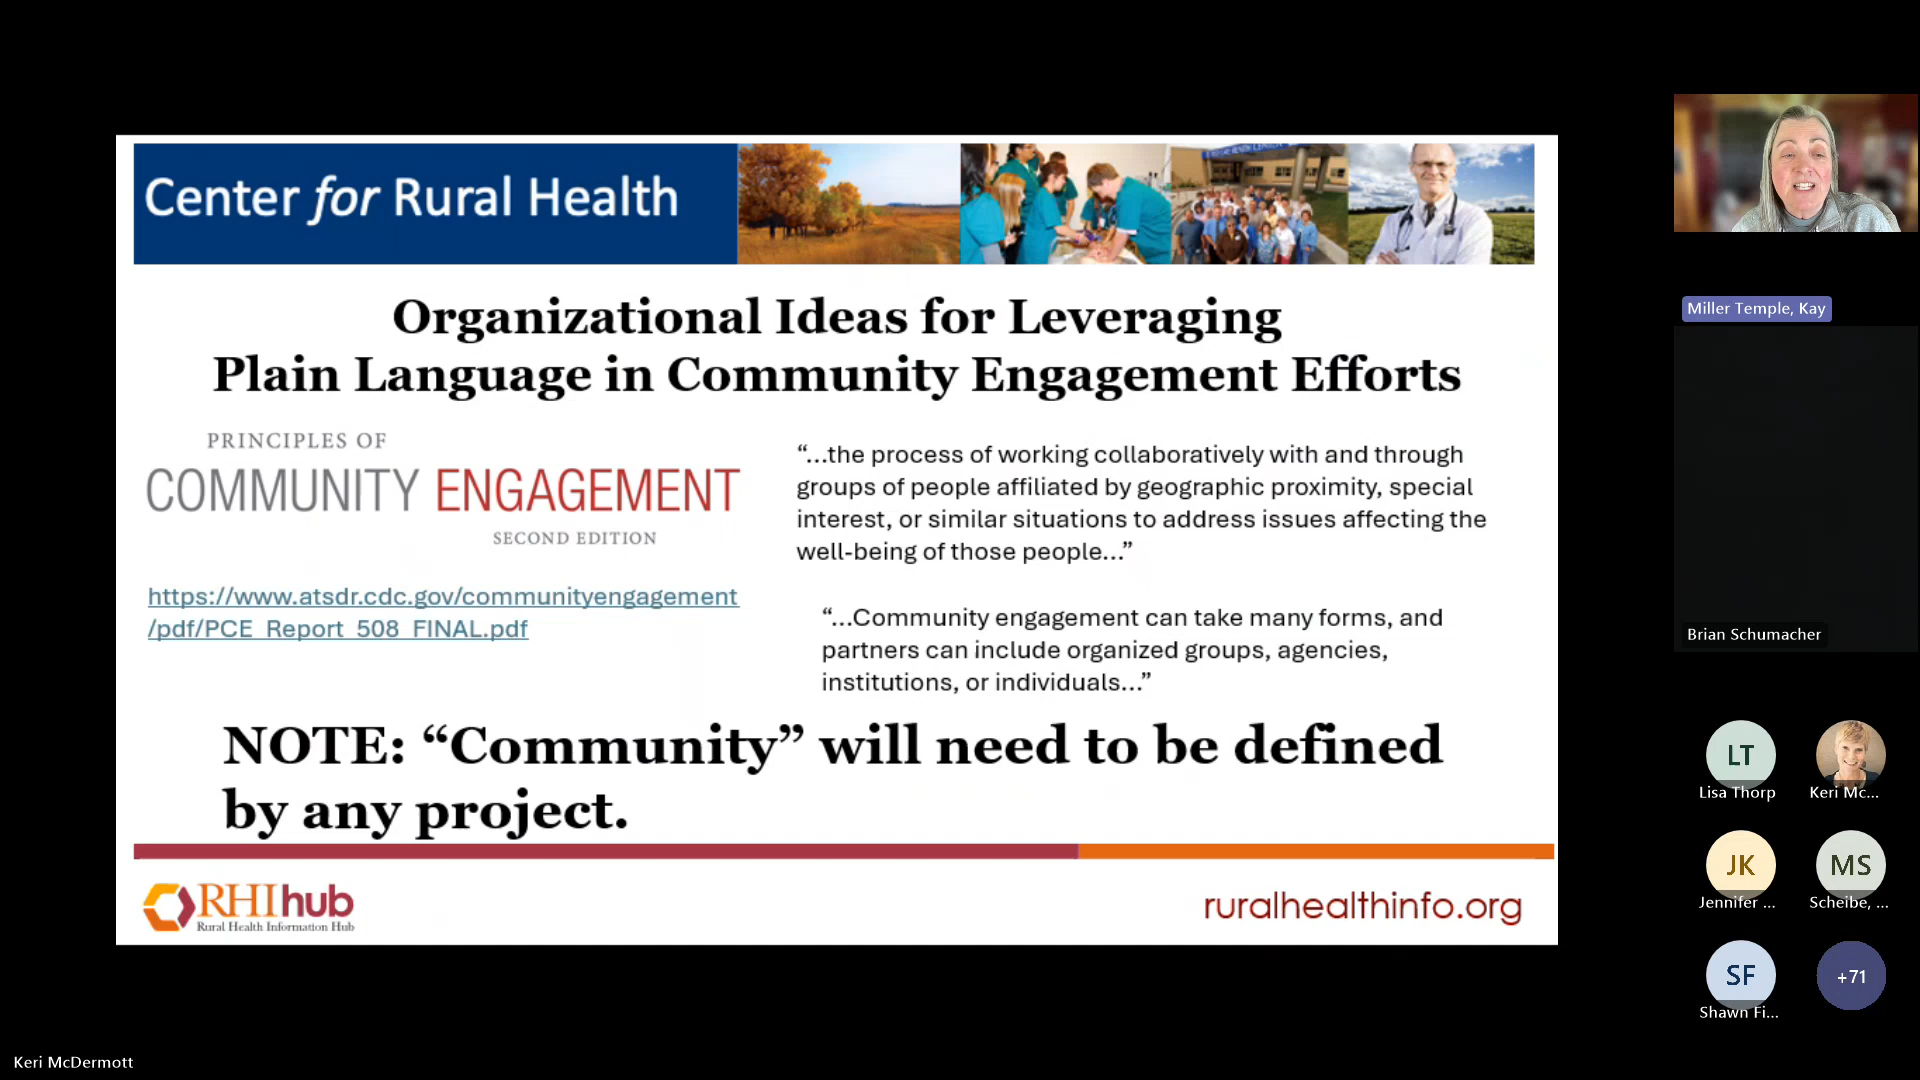 Center for Rural Health
Organizational Ideas for Leveraging
Plain Language in Community Engagement Efforts
PRINCIPLES OF
COMMUNITY ENGAGEMENT
SECOND EDITION
https://www.atsdr.cdc.gov/communityengagement
/pdf/PCE_Report_508_FINAL.pdf
“...the process of working collaboratively with and through
groups of people affiliated by geographic proximity, special
interest, or similar situations to address issues affecting the
well-being of those people...”
“...Community engagement can take many forms, and
partners can include organized groups, agencies,
institutions, or individuals...”
NOTE: “Community” will need to be defined
by any project.
RHIhub
Rural Health Information Hub
ruralhealthinfo.org
Miller Temple, Kay
Brian Schumacher
LT
Lisa Thorp
Keri Mc...
JK
Jennifer ...
MS
Scheibe, ...
SF
Shawn Fi...
+71
Keri McDermott